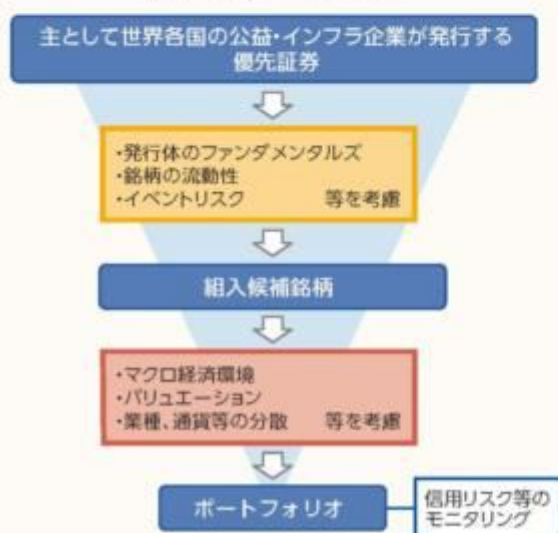 主として世界各国の公益・インフラ企業が発行する
優先証券
・発行体のファンダメンタルズ
・銘柄の流動性
・イベントリスク 等を考慮
組入候補銘柄
・マクロ経済環境
・バリュエーション
・業種、通貨等の分散 等を考慮
ポートフォリオ
信用リスク等の
モニタリング